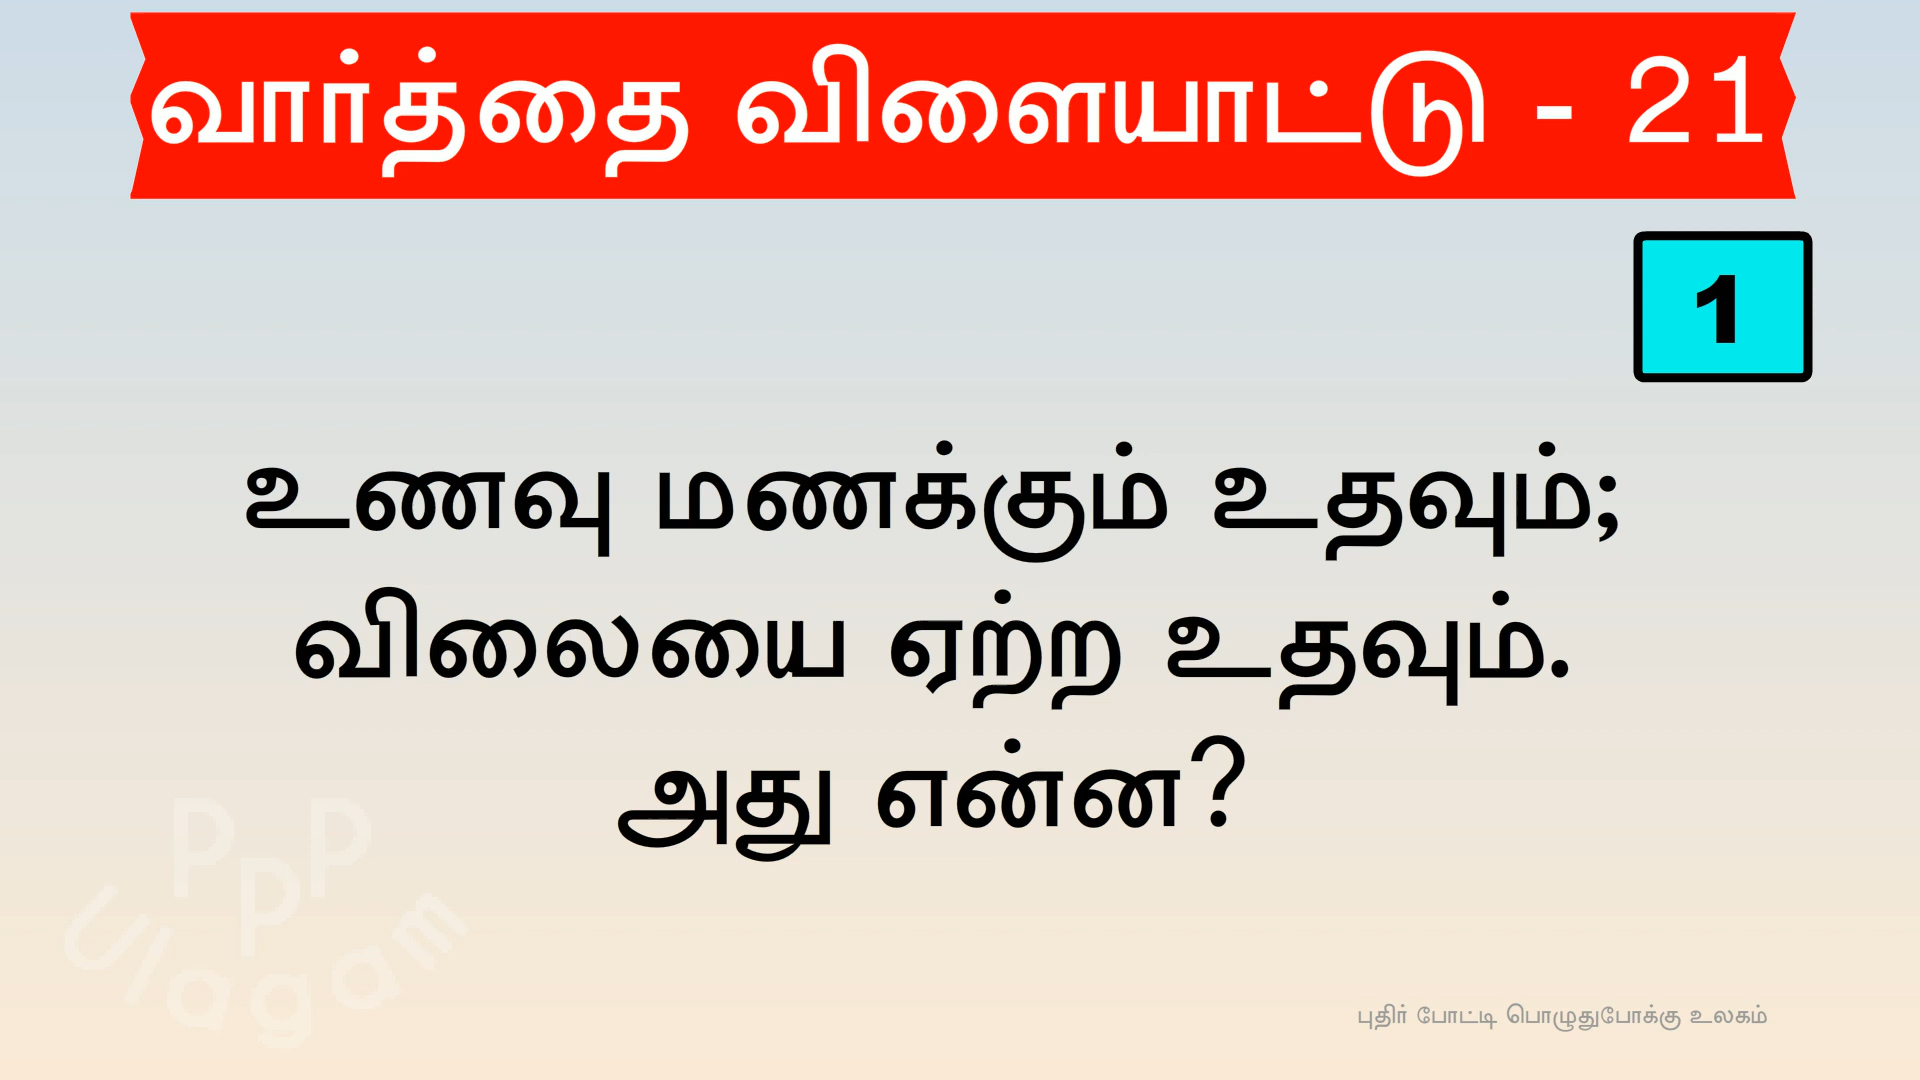 வார்த்தை விளையாட்டு - 21
1
உணவு மணக்கும் உதவும்;
விலையை ஏற்ற உதவும்.
அது என்ன?
PPP
Ulagam
புதிர் போட்டி பொழுதுபோக்கு உலகம்